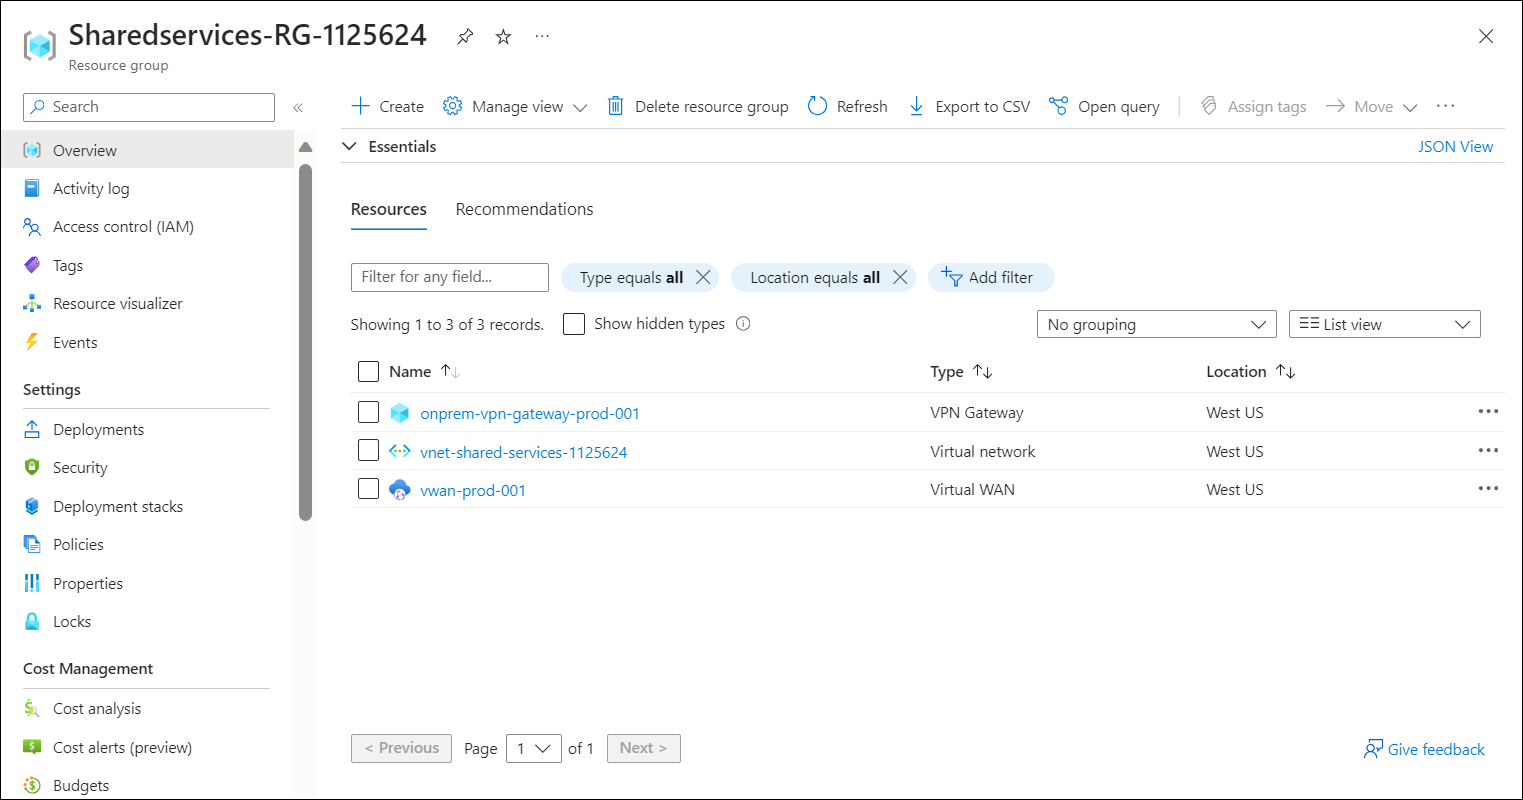 Sharedservices-RG-1125624
Resource group
Search
Create
Manage view
Delete resource group
Refresh
Export to CSV
Open query
Assign tags
Move
Overview
Activity log
Access control (IAM)
Tags
Resource visualizer
Events
Settings
Deployments
Security
Deployment stacks
Policies
Properties
Locks
Cost Management
Cost analysis
Cost alerts (preview)
Budgets
Essentials
JSON View
Resources Recommendations
Filter for any field... Type equals all Location equals all Add filter
Showing 1 to 3 of 3 records. Show hidden types No grouping List view
Name Type Location
onprem-vpn-gateway-prod-001 VPN Gateway West US
vnet-shared-services-1125624 Virtual network West US
vwan-prod-001 Virtual WAN West US
< Previous Page 1 of 1 Next >
Give feedback